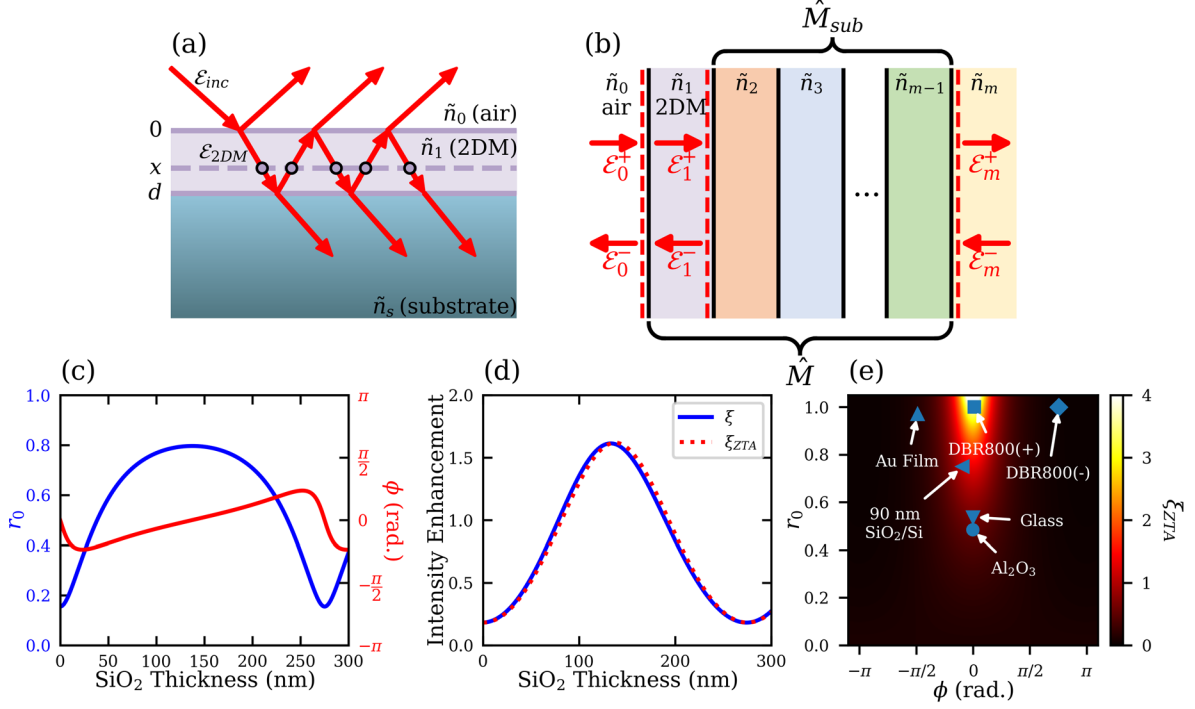 (a)
ℰinc
ñ0 (air)
0
ℰ2DM
ñ1 (2DM)
x
d
ñs (substrate)
(b)
M̂sub
ñ0
air
ñ1
2DM
ñ2
ñ3
ñm−1
ñm
ℰ0+
ℰ1+
...
ℰm+
ℰ0−
ℰ1−
ℰm−
M̂
(c)
1.0
0.8
0.6
0.4
0.2
0.0
r0
π
π/2
0
−π/2
−π
ϕ (rad.)
0 50 100 150 200 250 300
SiO2 Thickness (nm)
(d)
2.0
1.5
1.0
0.5
0.0
Intensity Enhancement
ξ
ξZTA
0 100 200 300
SiO2 Thickness (nm)
(e)
1.0
0.8
0.6
0.4
0.2
0.0
r0
Au Film
DBR800(+)
DBR800(-)
90 nm
SiO2/Si
Glass
Al2O3
−π −π/2 0 π/2 π
ϕ (rad.)
4
3
2
1
0
ξZTA